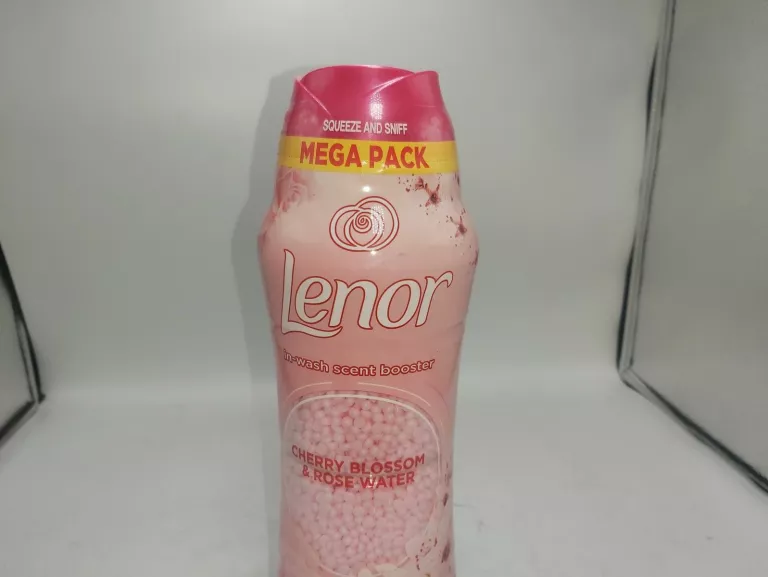 SQUEEZE AND SNIFF
MEGA PACK
Lenor
in-wash scent booster
CHERRY BLOSSOM
& ROSE WATER